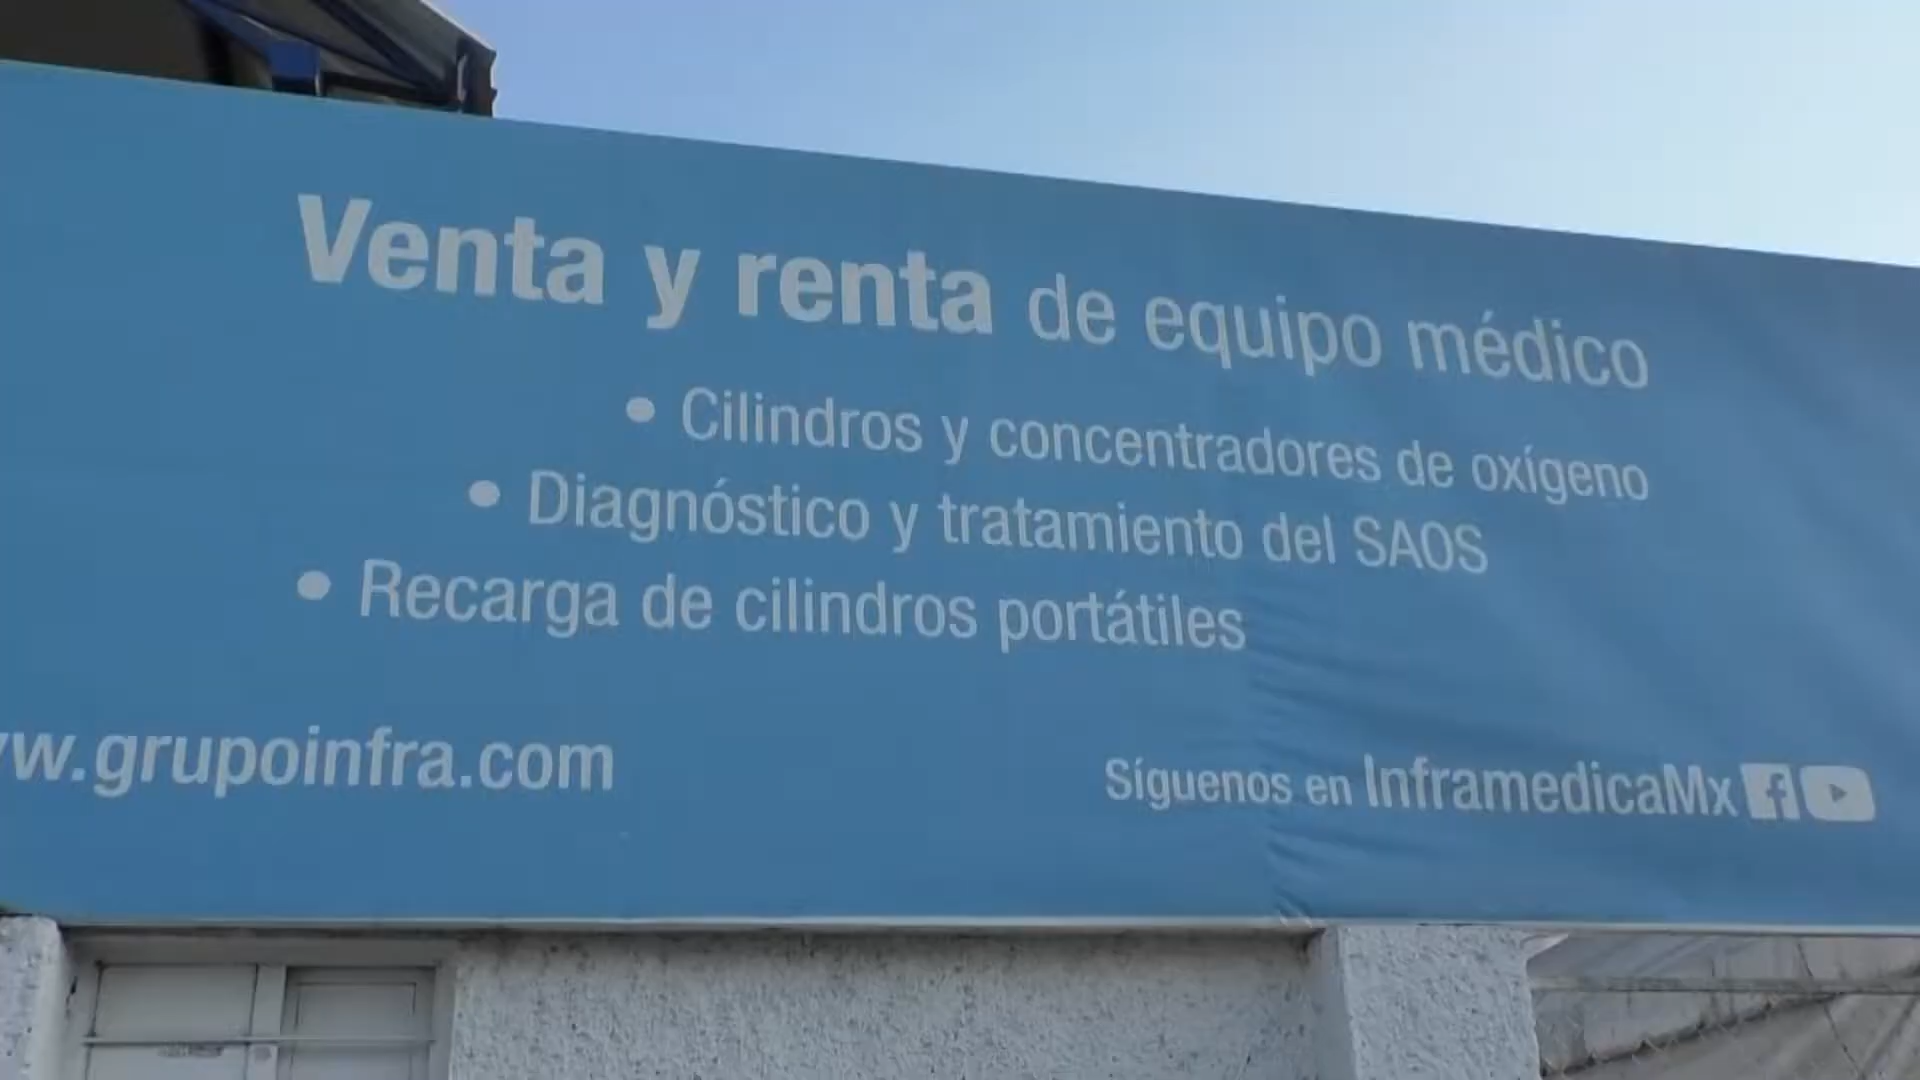 Venta y renta de equipo médico
• Cilindros y concentradores de oxígeno
• Diagnóstico y tratamiento del SAOS
• Recarga de cilindros portátiles
w.grupoinfra.com
Síguenos en InframedicaMx